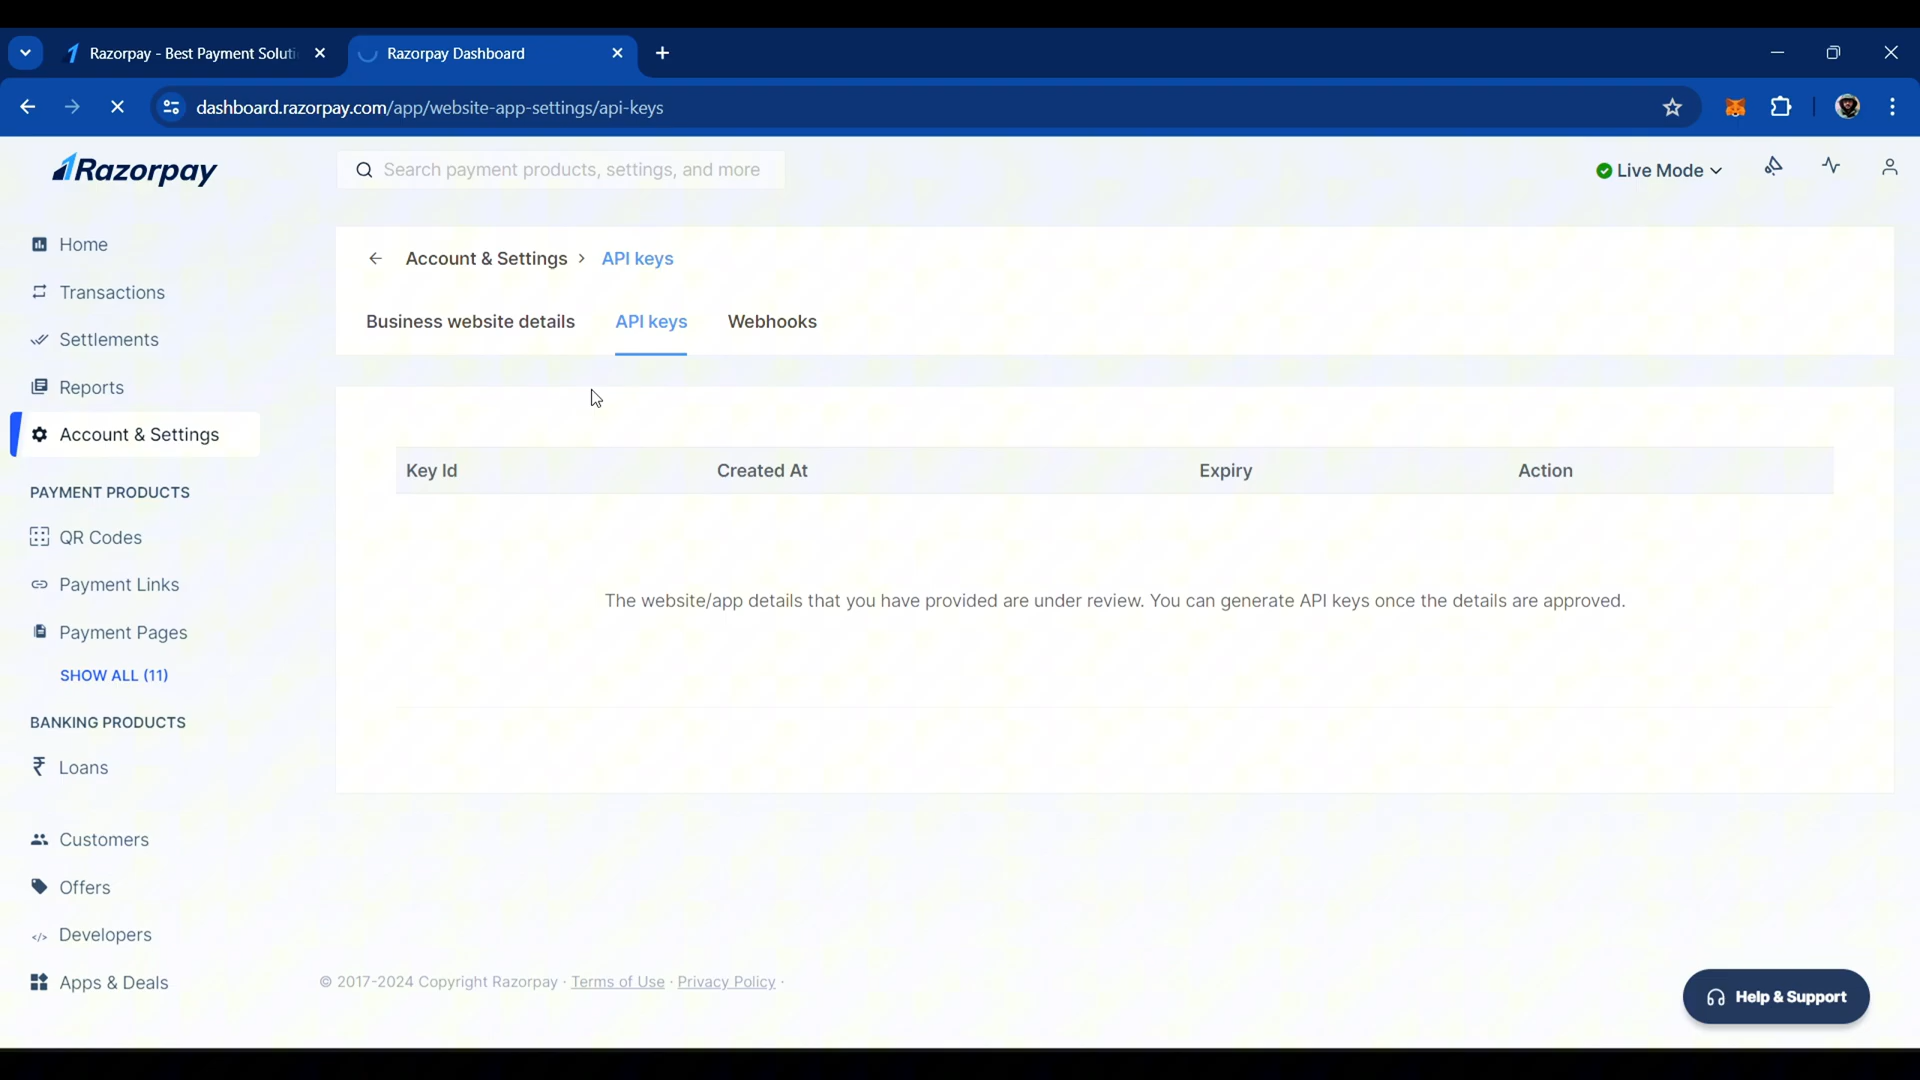 Razorpay - Best Payment Soluti
Razorpay Dashboard
dashboard.razorpay.com/app/website-app-settings/api-keys
Razorpay
Search payment products, settings, and more
Live Mode
Home
Transactions
Settlements
Reports
Account & Settings
PAYMENT PRODUCTS
QR Codes
Payment Links
Payment Pages
SHOW ALL (11)
BANKING PRODUCTS
Loans
Customers
Offers
Developers
Apps & Deals
Account & Settings > API keys
Business website details API keys Webhooks
Key Id Created At Expiry Action
The website/app details that you have provided are under review. You can generate API keys once the details are approved.
© 2017-2024 Copyright Razorpay · Terms of Use · Privacy Policy ·
Help & Support